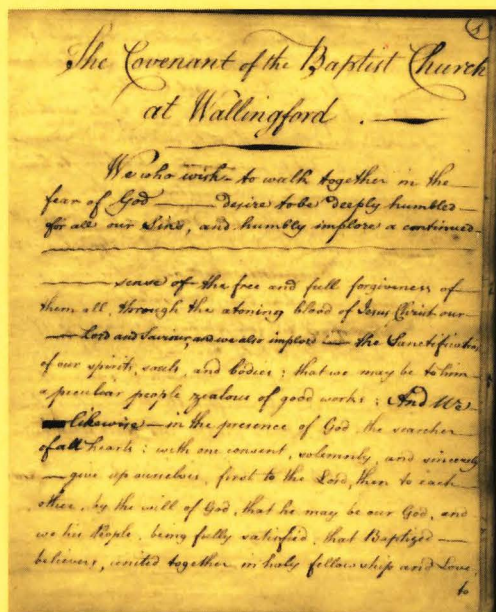 The Covenant of the Baptist Church
at Wallingford
We who wish to walk together in the
fear of God desire to be deeply humbled
for all our Sins, and humbly implore a continued
sense of the free and full forgiveness of
them all, through the atoning blood of Jesus Christ our
Lord and Saviour, and we also implore the Sanctification
of our spirits, souls, and bodies; that we may be to him
a peculiar people zealous of good works; And We
likewise in the presence of God, the searcher
of all hearts; with one consent, solemnly, and sincerely
give up ourselves, first to the Lord, then to each
other, by the will of God, that he may be our God, and
we his People, being fully satisfied, that Baptized
believers, united together in holy fellowship and Love
to